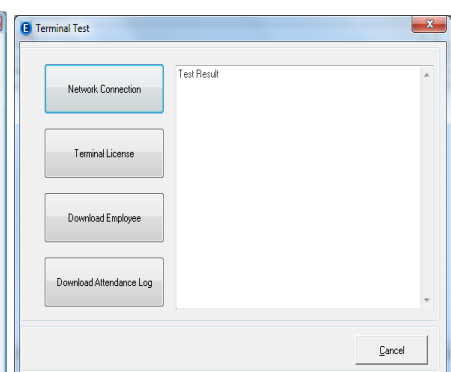 E Terminal Test
Network Connection
Test Result
Terminal License
Download Employee
Download Attendance Log
Cancel